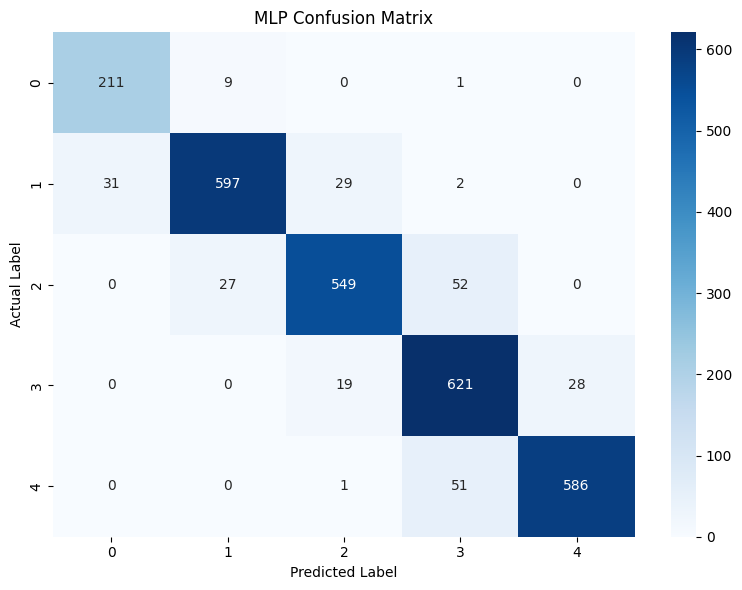 MLP Confusion Matrix
0 211 9 0 1 0
1 31 597 29 2 0
2 0 27 549 52 0
3 0 0 19 621 28
4 0 0 1 51 586
0 1 2 3 4
Actual Label
Predicted Label
600
500
400
300
200
100
0